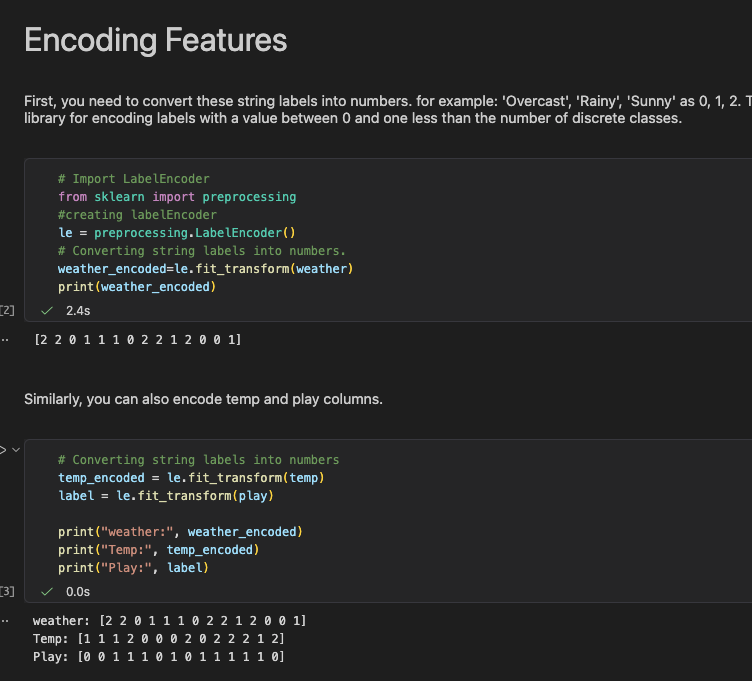 Encoding Features
First, you need to convert these string labels into numbers. for example: 'Overcast', 'Rainy', 'Sunny' as 0, 1, 2. T
library for encoding labels with a value between 0 and one less than the number of discrete classes.
# Import LabelEncoder
from sklearn import preprocessing
#creating labelEncoder
le = preprocessing.LabelEncoder()
# Converting string labels into numbers.
weather_encoded=le.fit_transform(weather)
print(weather_encoded)
[2]
2.4s
[2 2 0 1 1 1 0 2 2 1 2 0 0 1]
Similarly, you can also encode temp and play columns.
# Converting string labels into numbers
temp_encoded = le.fit_transform(temp)
label = le.fit_transform(play)
print("weather:", weather_encoded)
print("Temp:", temp_encoded)
print("Play:", label)
[3]
0.0s
weather: [2 2 0 1 1 1 0 2 2 1 2 0 0 1]
Temp: [1 1 1 2 0 0 0 2 0 2 2 2 1 2]
Play: [0 0 1 1 1 0 1 0 1 1 1 1 1 0]